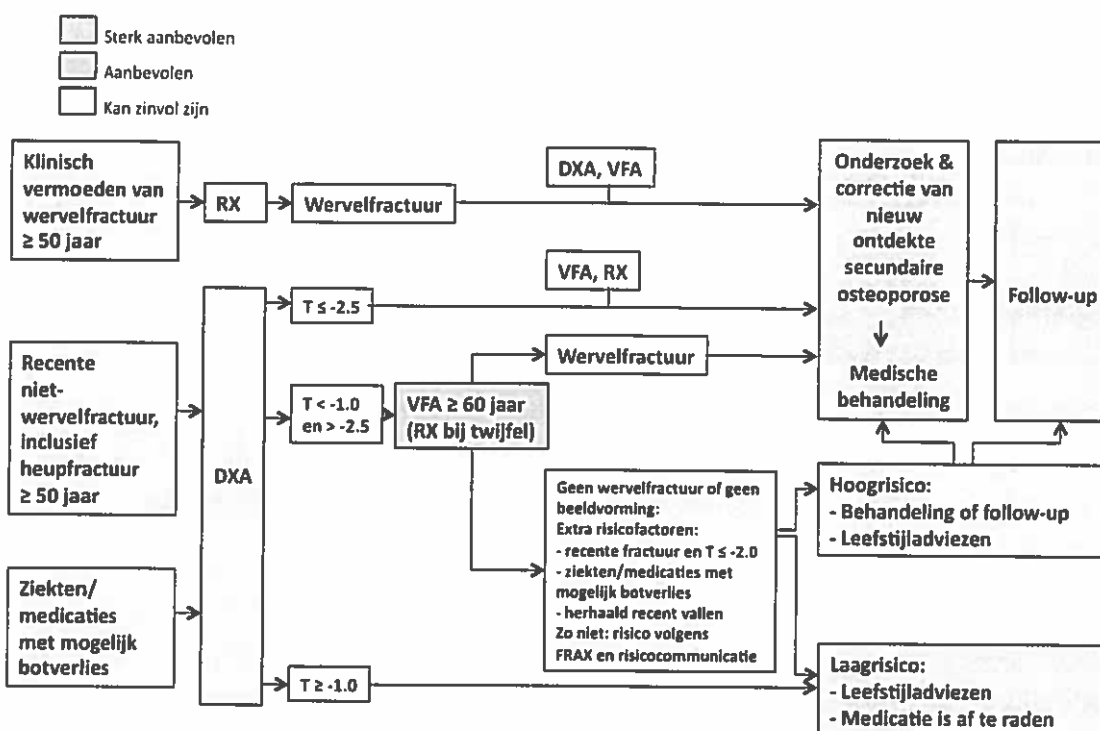 Sterk aanbevolen
Aanbevolen
Kan zinvol zijn
Klinisch
vermoeden van
wervelfractuur
≥ 50 jaar
RX
Wervelfractuur
DXA, VFA
Onderzoek &
correctie van
nieuw
ontdekte
secundaire
osteoporose
Medische
behandeling
Follow-up
Recente
niet-
wervelfractuur,
inclusief
heupfractuur
≥ 50 jaar
Ziekten/
medicaties
met mogelijk
botverlies
DXA
T ≤ -2.5
VFA, RX
T < -1.0
en > -2.5
VFA ≥ 60 jaar
(RX bij twijfel)
Wervelfractuur
Geen wervelfractuur of geen
beeldvorming:
Extra risicofactoren:
- recente fractuur en T ≤ -2.0
- ziekten/medicaties met
mogelijk botverlies
- herhaald recent vallen
Zo niet: risico volgens
FRAX en risicocommunicatie
T ≥ -1.0
Hoogrisico:
- Behandeling of follow-up
- Leefstijladviezen
Laagrisico:
- Leefstijladviezen
- Medicatie is af te raden